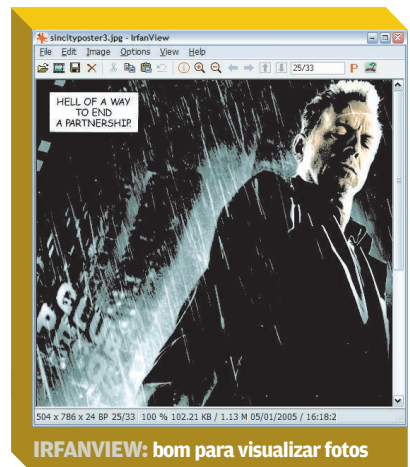 sincityposter3.jpg - IrfanView
File Edit Image Options View Help
25/33 P
HELL OF A WAY
TO END
A PARTNERSHIP.
504 x 786 x 24 BP 25/33 100 % 102.21 KB / 1.13 M 05/01/2005 / 16:18:2
IRFANVIEW: bom para visualizar fotos